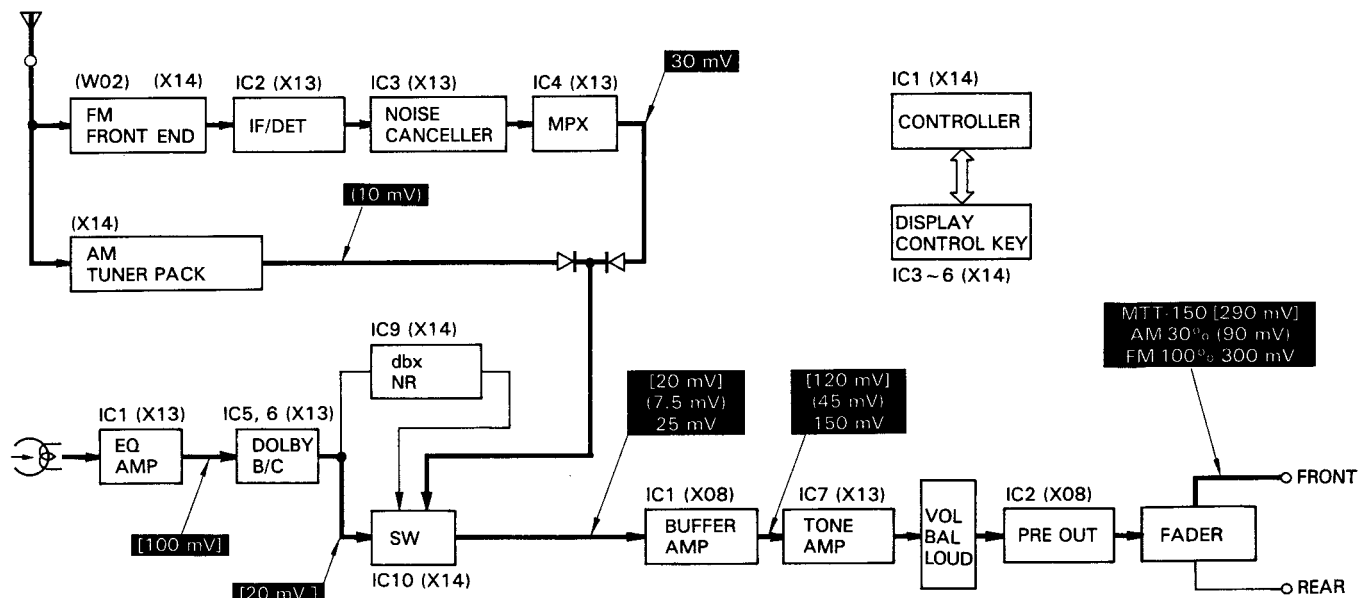 30 mV
(W02) (X14)
IC2 (X13)
IC3 (X13)
IC4 (X13)
IC1 (X14)
FM
FRONT END
IF/DET
NOISE
CANCELLER
MPX
CONTROLLER
(10 mV)
(X14)
AM
TUNER PACK
DISPLAY
CONTROL KEY
IC3~6 (X14)
MTT-150 [290 mV]
AM 30% (90 mV)
FM 100% 300 mV
IC9 (X14)
dbx
NR
[20 mV]
(7.5 mV)
25 mV
[120 mV]
(45 mV)
150 mV
IC1 (X13)
IC5, 6 (X13)
EQ
AMP
DOLBY
B/C
FRONT
IC1 (X08)
IC7 (X13)
IC2 (X08)
SW
BUFFER
AMP
TONE
AMP
VOL
BAL
LOUD
PRE OUT
FADER
[100 mV]
IC10 (X14)
[20 mV]
REAR